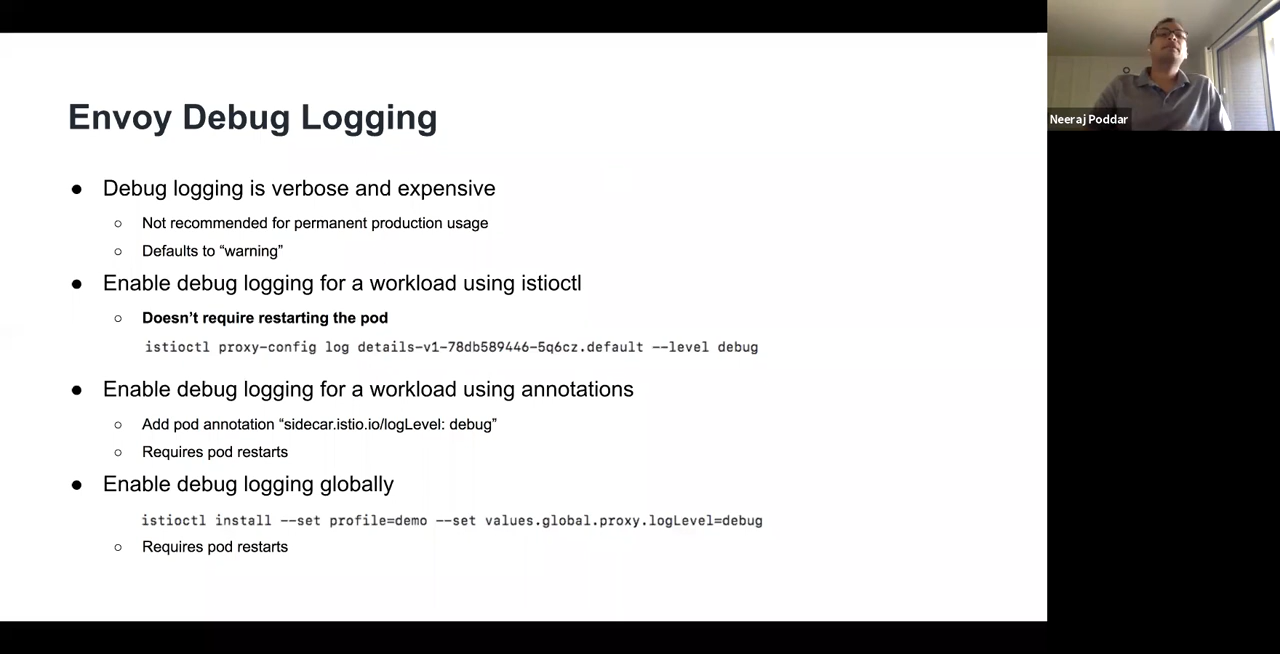 Envoy Debug Logging
● Debug logging is verbose and expensive
○ Not recommended for permanent production usage
○ Defaults to “warning”
● Enable debug logging for a workload using istioctl
○ Doesn’t require restarting the pod
istioctl proxy-config log details-v1-78db589446-5q6cz.default --level debug
● Enable debug logging for a workload using annotations
○ Add pod annotation “sidecar.istio.io/logLevel: debug”
○ Requires pod restarts
● Enable debug logging globally
istioctl install --set profile=demo --set values.global.proxy.logLevel=debug
○ Requires pod restarts
Neeraj Poddar